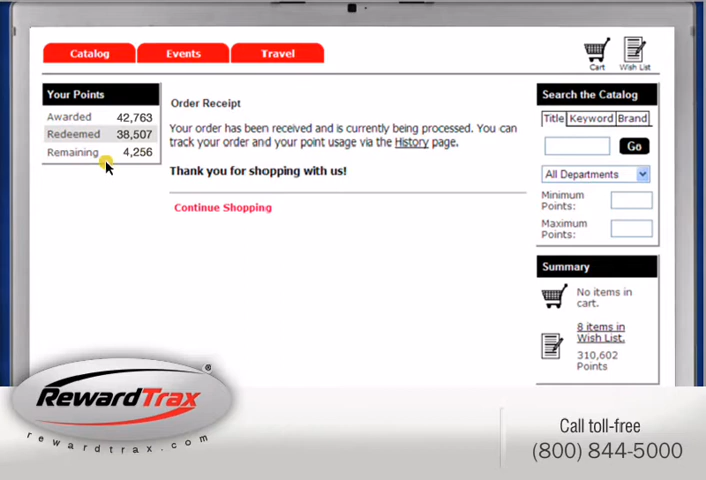 Catalog Events Travel
Cart Wish List
Your Points
Awarded 42,763
Redeemed 38,507
Remaining 4,256
Order Receipt
Your order has been received and is currently being processed. You can
track your order and your point usage via the History page.
Thank you for shopping with us!
Continue Shopping
Search the Catalog
Title Keyword Brand
Go
All Departments
Minimum
Points:
Maximum
Points:
Summary
No items in
cart.
8 items in
Wish List.
310,602
Points
RewardTrax®
rewardtrax.com
Call toll-free
(800) 844-5000